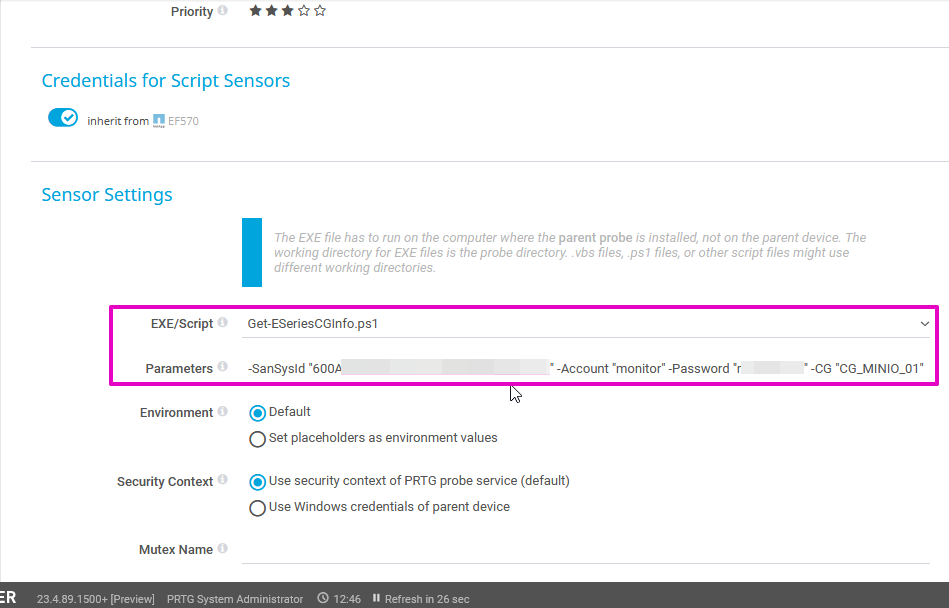 Priority
Credentials for Script Sensors
inherit from EF570
Sensor Settings
The EXE file has to run on the computer where the parent probe is installed, not on the parent device. The
working directory for EXE files is the probe directory. .vbs files, .ps1 files, or other script files might use
different working directories.
EXE/Script Get-ESeriesCGInfo.ps1
Parameters -SanSysId "600A " -Account "monitor" -Password "r " -CG "CG_MINIO_01"
Environment Default
Set placeholders as environment values
Security Context Use security context of PRTG probe service (default)
Use Windows credentials of parent device
Mutex Name
ER 23.4.89.1500+ [Preview] PRTG System Administrator 12:46 Refresh in 26 sec